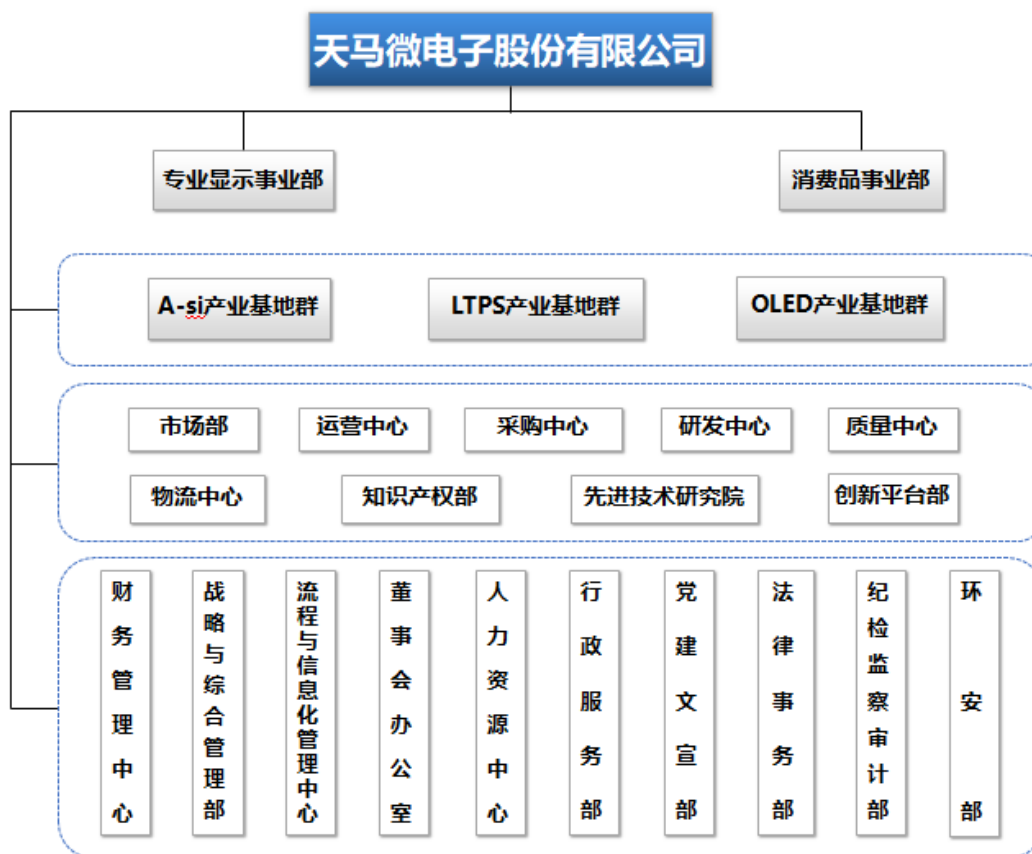 天马微电子股份有限公司
专业显示事业部
消费品事业部
A-si产业基地群
LTPS产业基地群
OLED产业基地群
市场部
运营中心
采购中心
研发中心
质量中心
物流中心
知识产权部
先进技术研究院
创新平台部
财务管理中心
战略与综合管理部
流程与信息化管理中心
董事会办公室
人力资源中心
行政服务部
党建文宣部
法律事务部
纪检监察审计部
环安部